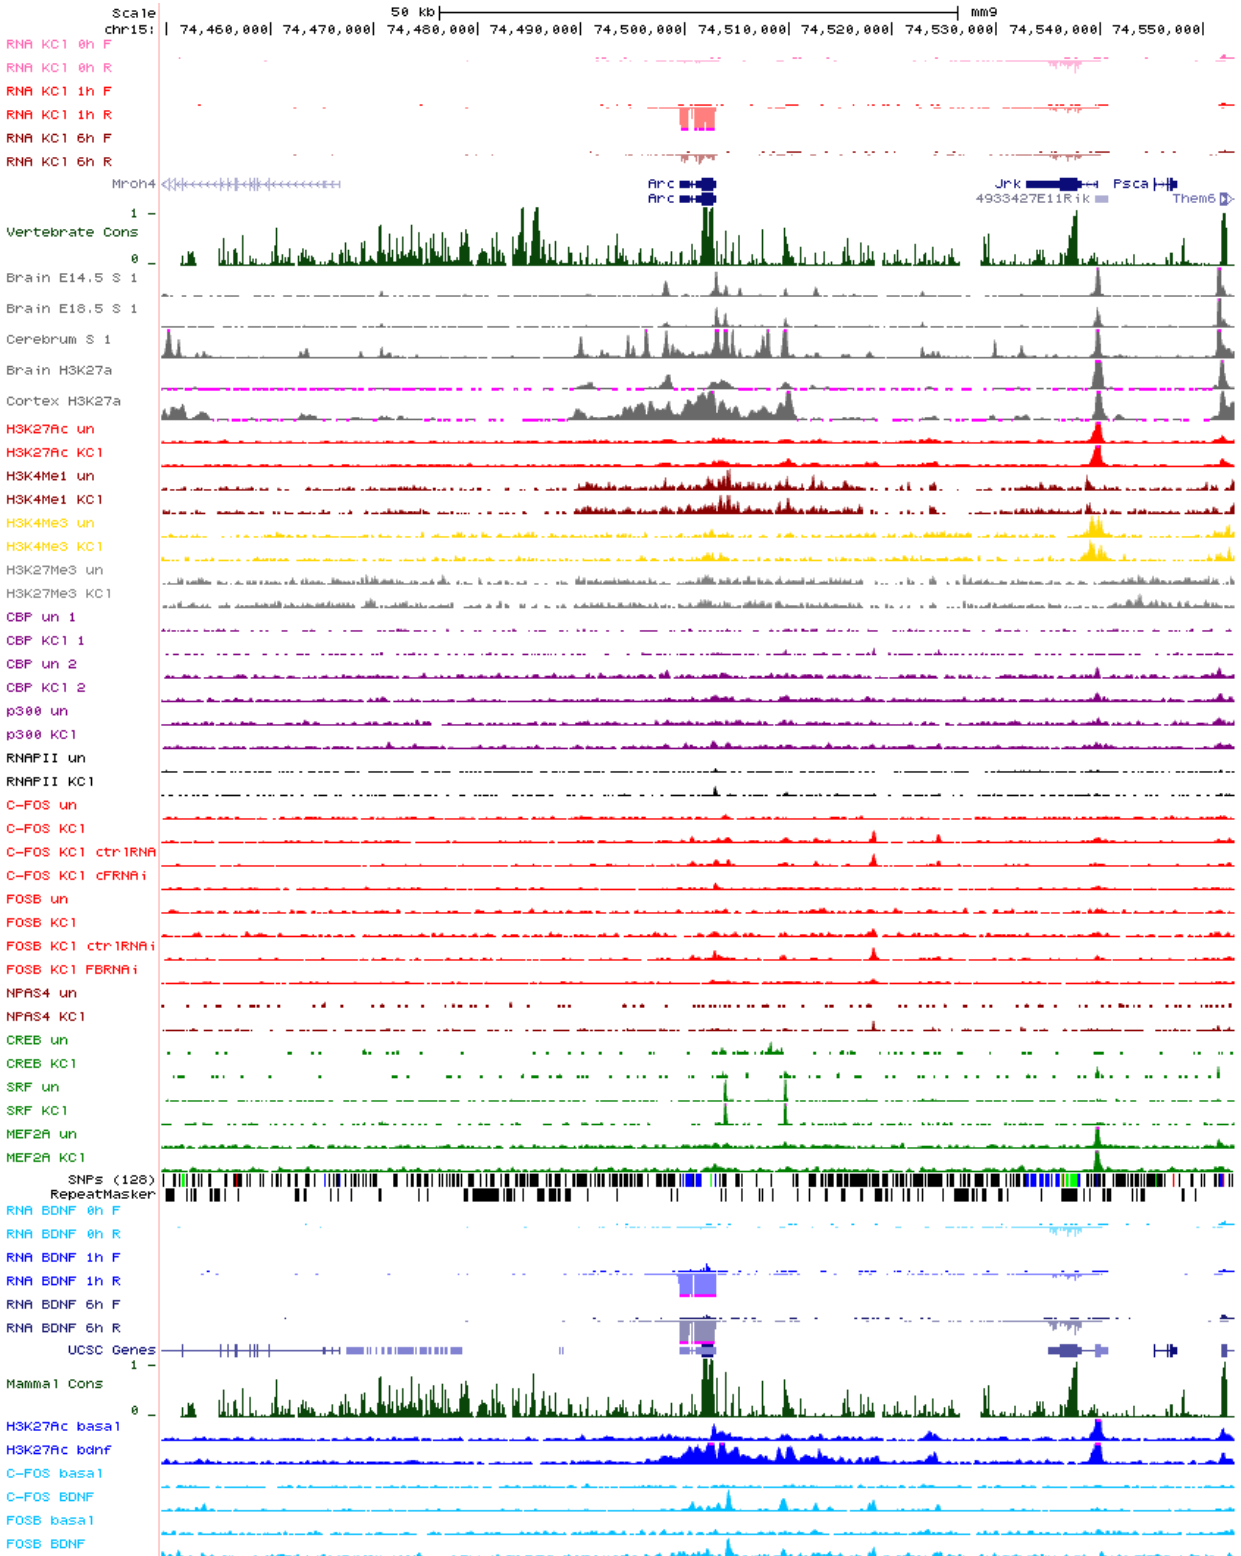 Scale 50 kb mm9
chr15: 74,460,000 74,470,000 74,480,000 74,490,000 74,500,000 74,510,000 74,520,000 74,530,000 74,540,000 74,550,000
RNA KCl 0h F
RNA KCl 0h R
RNA KCl 1h F
RNA KCl 1h R
RNA KCl 6h F
RNA KCl 6h R
Mroh4 Arc Jrk Psca
Arc 4933427E11Rik Them6
1
Vertebrate Cons
0
Brain E14.5 S 1
Brain E18.5 S 1
Cerebrum S 1
Brain H3K27a
Cortex H3K27a
H3K27Ac un
H3K27Ac KCl
H3K4Me1 un
H3K4Me1 KCl
H3K4Me3 un
H3K4Me3 KCl
H3K27Me3 un
H3K27Me3 KCl
CBP un 1
CBP KCl 1
CBP un 2
CBP KCl 2
p300 un
p300 KCl
RNAPII un
RNAPII KCl
C-FOS un
C-FOS KCl
C-FOS KCl ctrlRNA
C-FOS KCl cFRNAi
FOSB un
FOSB KCl
FOSB KCl ctrlRNAi
FOSB KCl FBRNAi
NPAS4 un
NPAS4 KCl
CREB un
CREB KCl
SRF un
SRF KCl
MEF2A un
MEF2A KCl
SNPs (128)
RepeatMasker
RNA BDNF 0h F
RNA BDNF 0h R
RNA BDNF 1h F
RNA BDNF 1h R
RNA BDNF 6h F
RNA BDNF 6h R
UCSC Genes
1
Mammal Cons
0
H3K27Ac basal
H3K27Ac bdnf
C-FOS basal
C-FOS BDNF
FOSB basal
FOSB BDNF